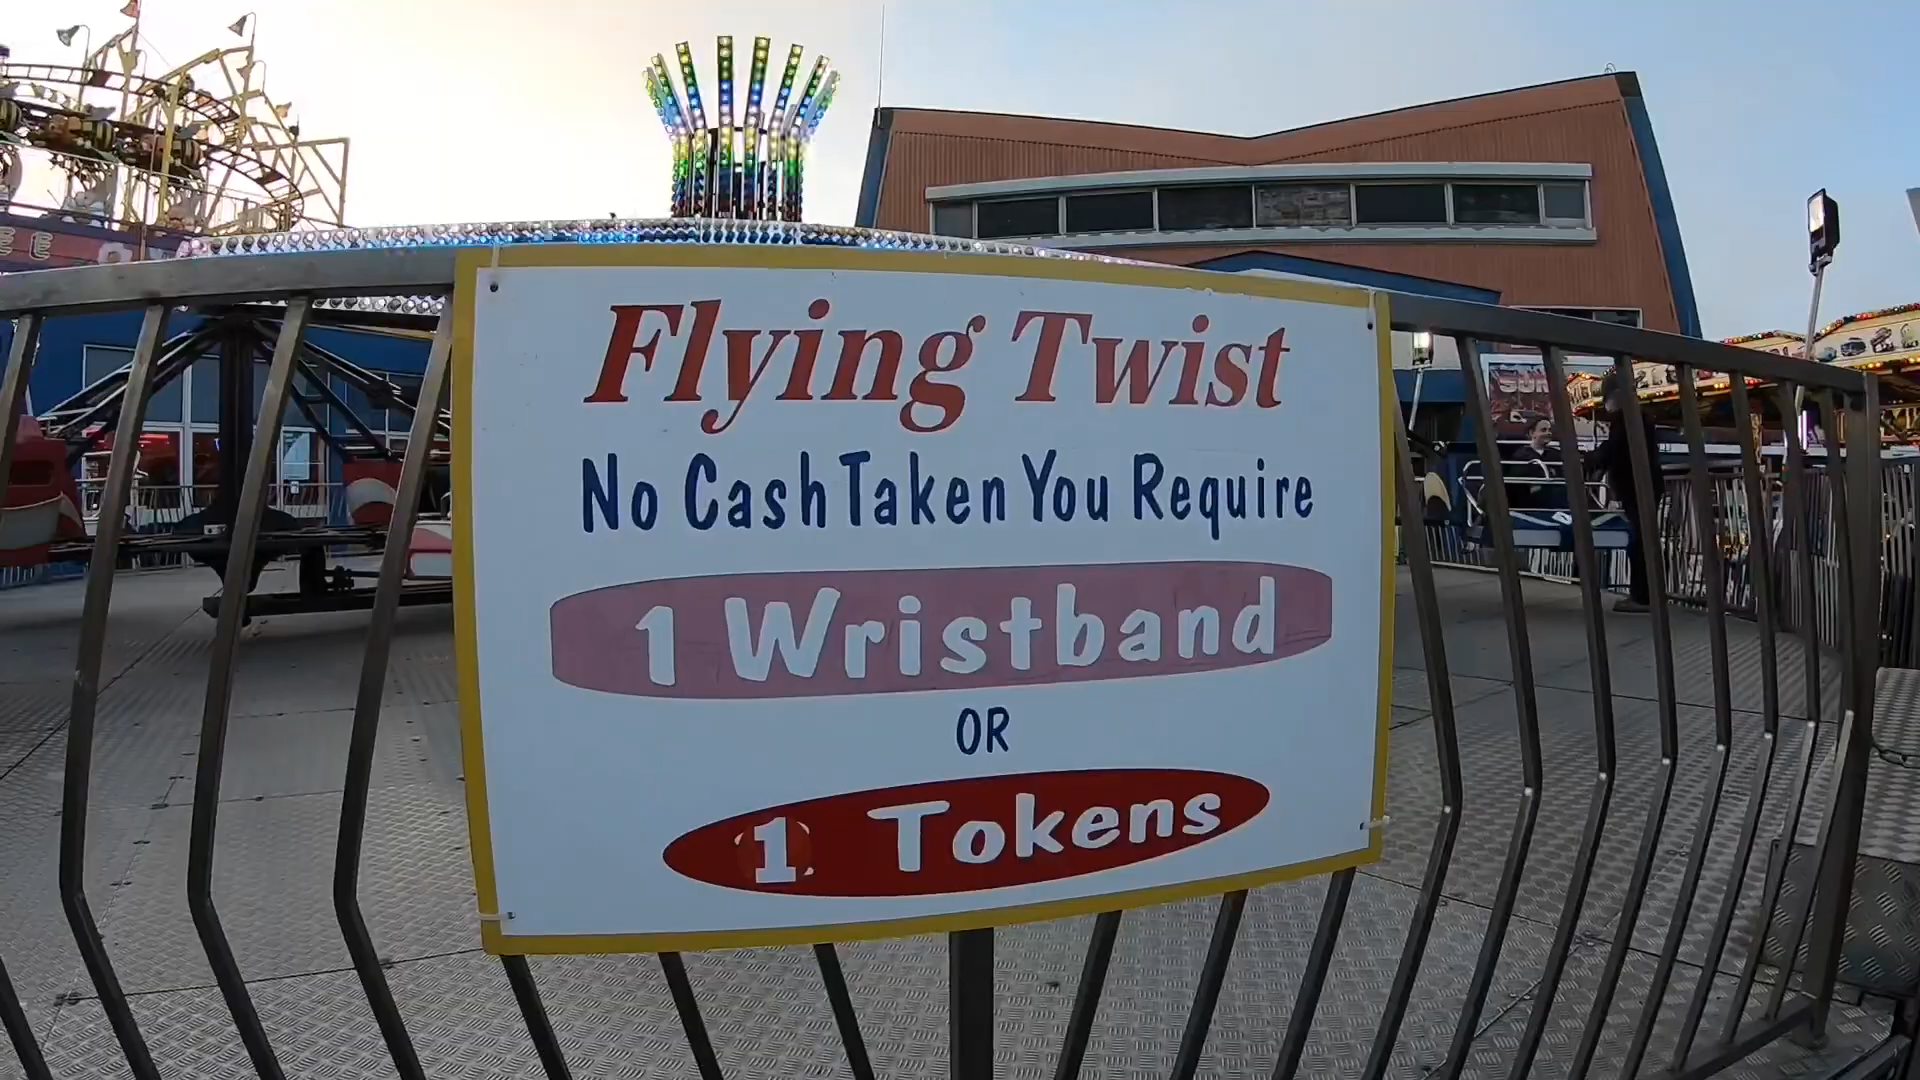 Flying Twist
No Cash Taken You Require
1 Wristband
OR
1 Tokens